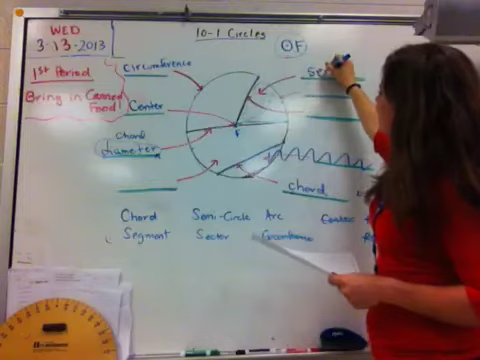 WED
3-13-2013
1st Period
Bring in Canned
Food
10-1 Circles
OF
Circumference
Center
Chord
diameter
chord
Chord Semi-Circle Arc
Segment Sector Circumference